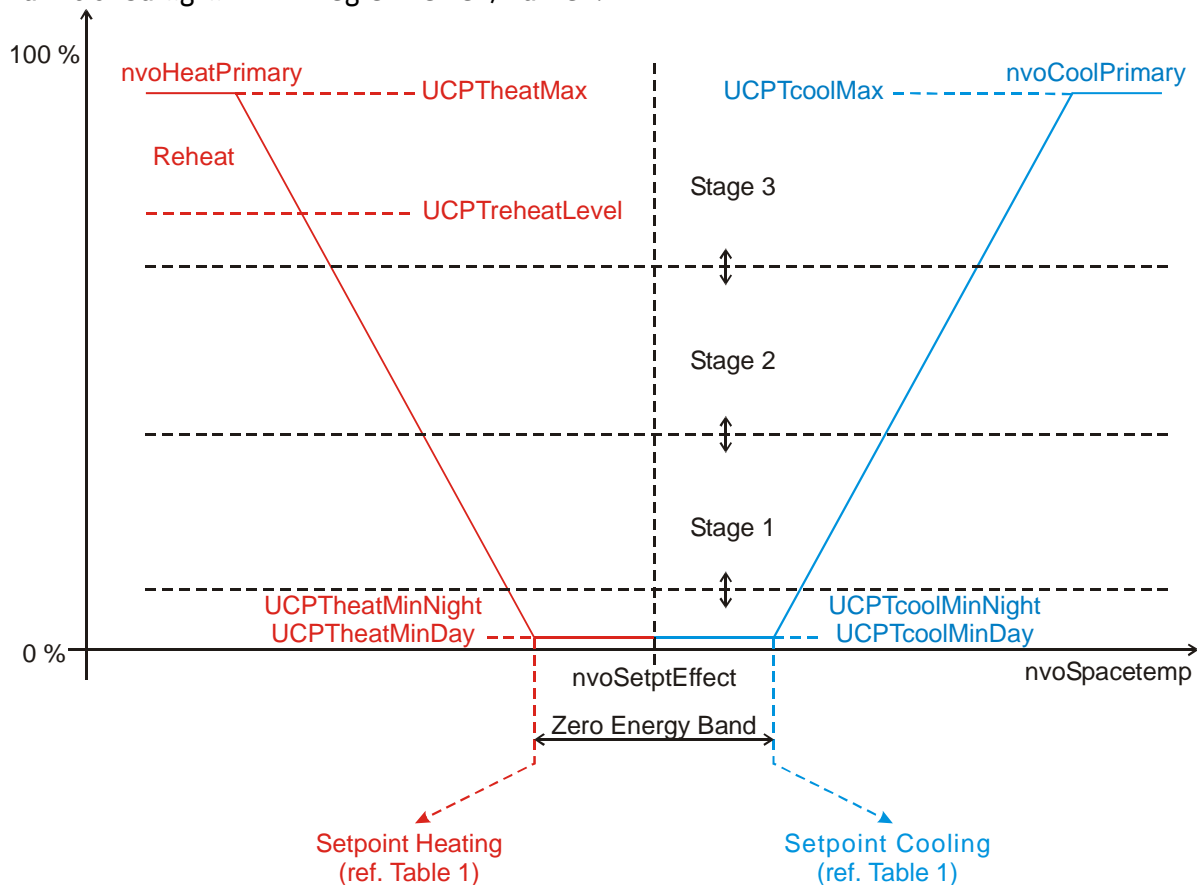 100 %
nvoHeatPrimary
nvoCoolPrimary
UCPTheatMax
UCPTcoolMax
Reheat
Stage 3
UCPTreheatLevel
Stage 2
Stage 1
UCPTheatMinNight
UCPTcoolMinNight
UCPTheatMinDay
UCPTcoolMinDay
0 %
nvoSetptEffect
nvoSpacetemp
Zero Energy Band
Setpoint Heating
(ref. Table 1)
Setpoint Cooling
(ref. Table 1)